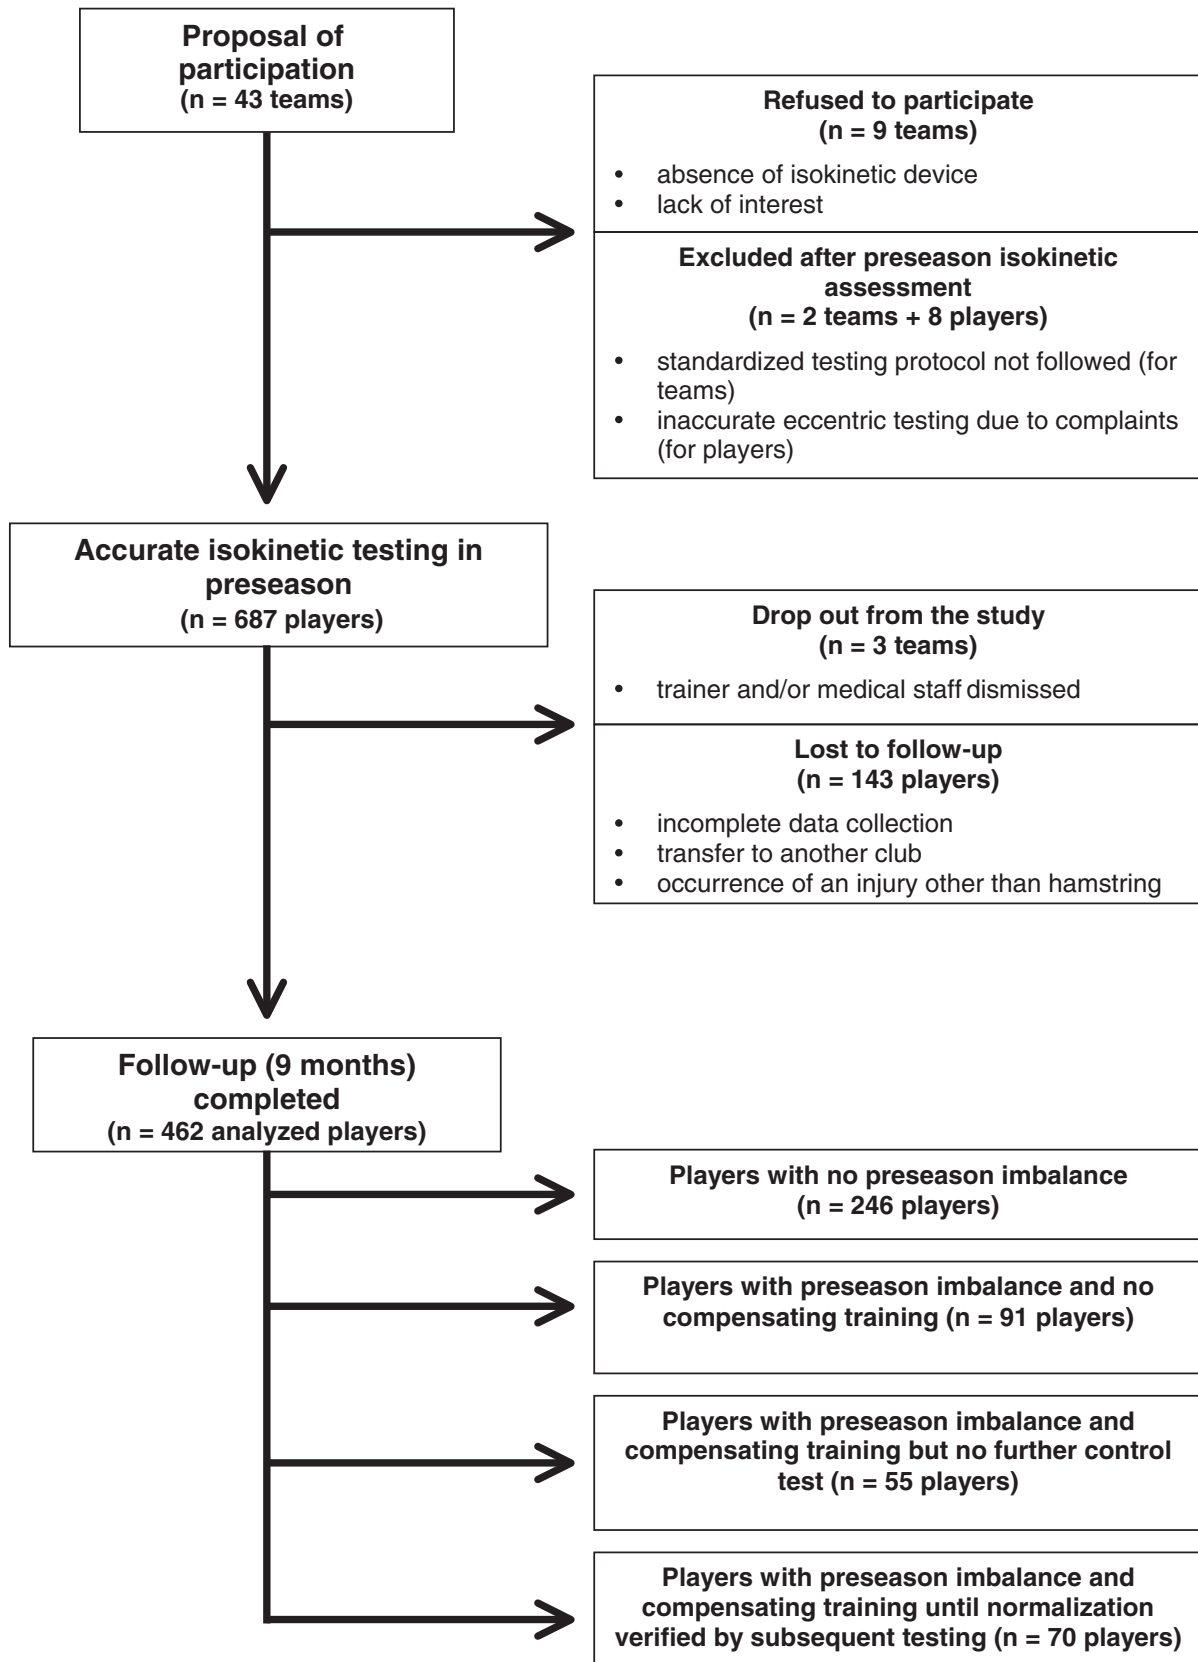 Proposal of
participation
(n = 43 teams)
Refused to participate
(n = 9 teams)
• absence of isokinetic device
• lack of interest
Excluded after preseason isokinetic
assessment
(n = 2 teams + 8 players)
• standardized testing protocol not followed (for
teams)
• inaccurate eccentric testing due to complaints
(for players)
Accurate isokinetic testing in
preseason
(n = 687 players)
Drop out from the study
(n = 3 teams)
• trainer and/or medical staff dismissed
Lost to follow-up
(n = 143 players)
• incomplete data collection
• transfer to another club
• occurrence of an injury other than hamstring
Follow-up (9 months)
completed
(n = 462 analyzed players)
Players with no preseason imbalance
(n = 246 players)
Players with preseason imbalance and no
compensating training (n = 91 players)
Players with preseason imbalance and
compensating training but no further control
test (n = 55 players)
Players with preseason imbalance and
compensating training until normalization
verified by subsequent testing (n = 70 players)